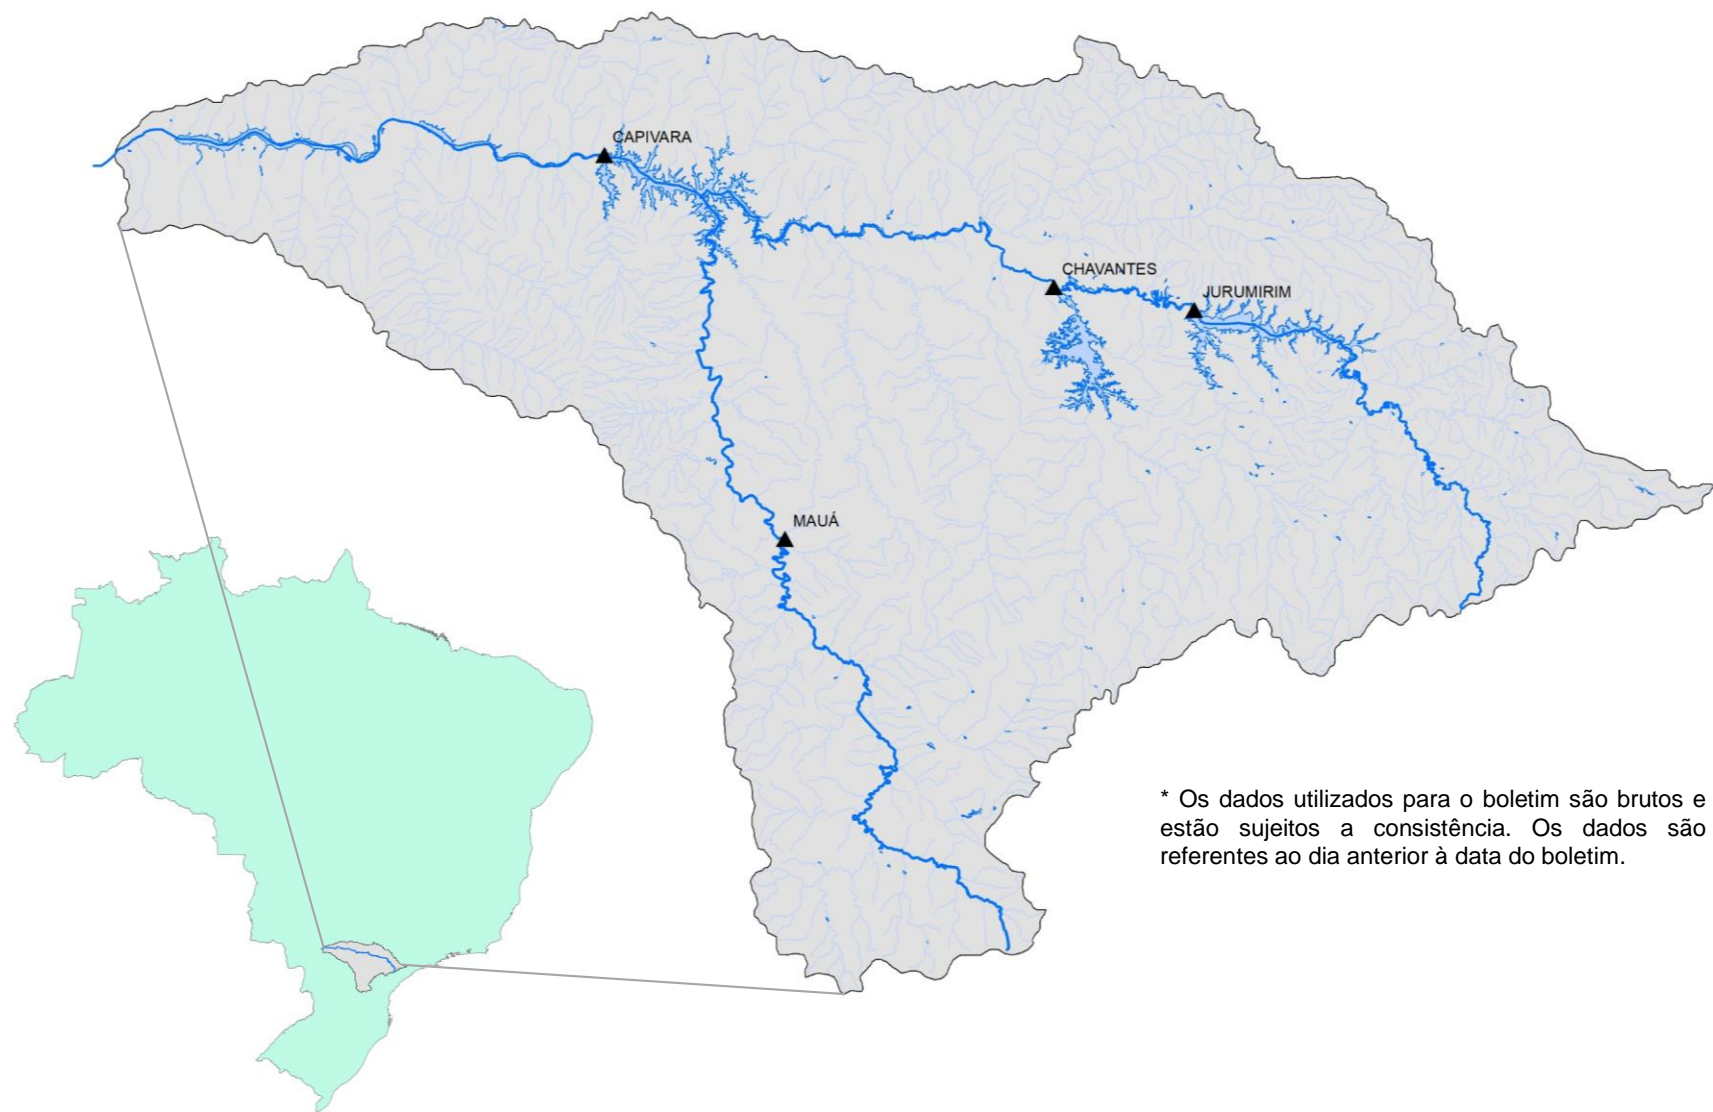 CAPIVARA
CHAVANTES
JURUMIRIM
MAUÁ
* Os dados utilizados para o boletim são brutos e
estão sujeitos a consistência. Os dados são
referentes ao dia anterior à data do boletim.